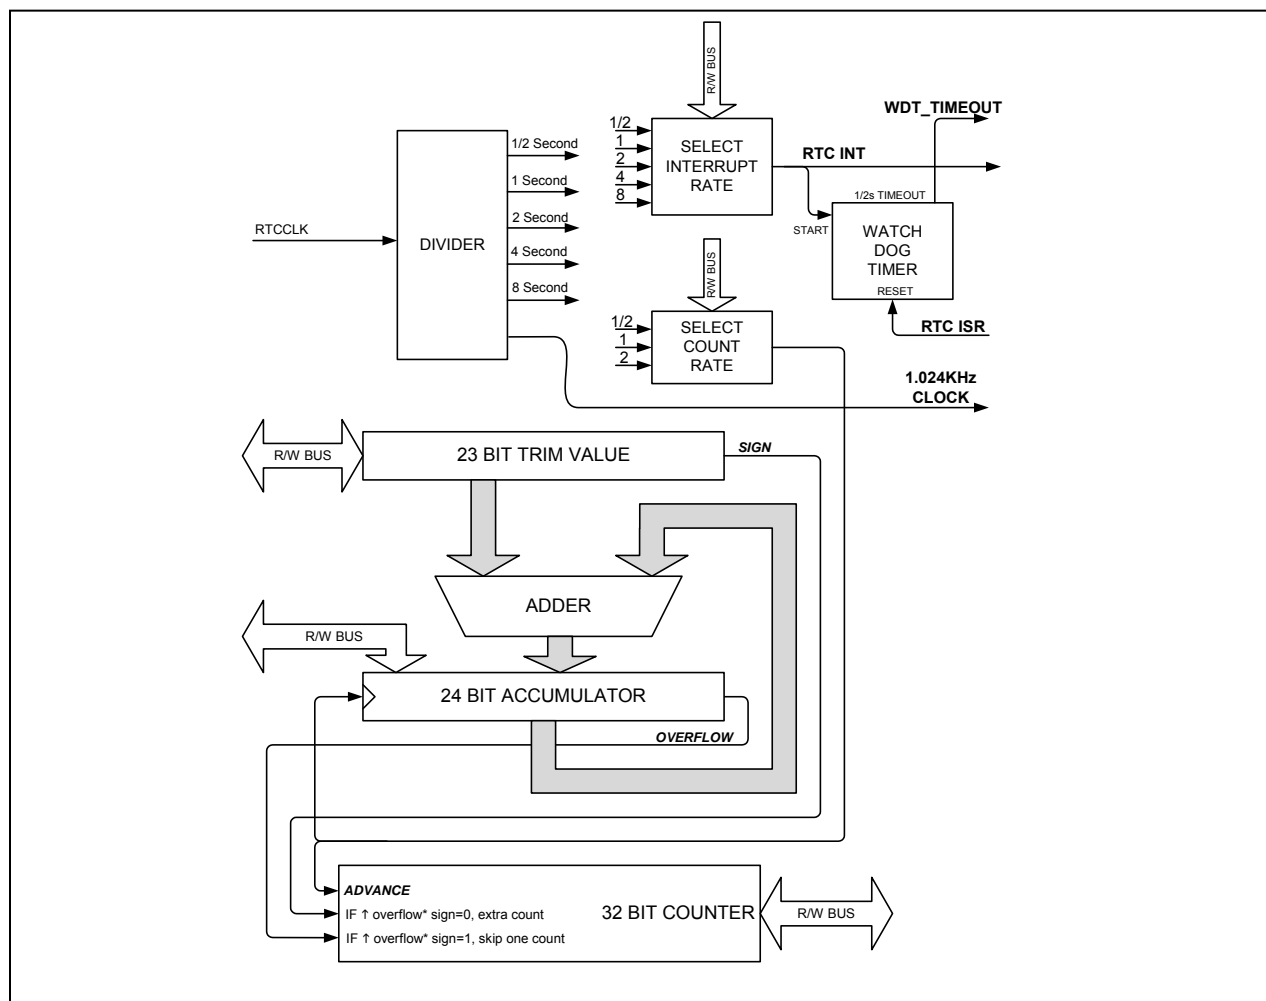 R/W BUS
WDT_TIMEOUT
1/2
1
2
4
8
SELECT
INTERRUPT
RATE
RTC INT
1/2 Second
1 Second
2 Second
4 Second
8 Second
RTCCLK
DIVIDER
1/2s TIMEOUT
START
WATCH
DOG
TIMER
RESET
RTC ISR
R/W BUS
1/2
1
2
SELECT
COUNT
RATE
1.024KHz
CLOCK
R/W BUS
23 BIT TRIM VALUE
SIGN
ADDER
R/W BUS
24 BIT ACCUMULATOR
OVERFLOW
ADVANCE
IF ↑ overflow* sign=0, extra count
IF ↑ overflow* sign=1, skip one count
32 BIT COUNTER
R/W BUS